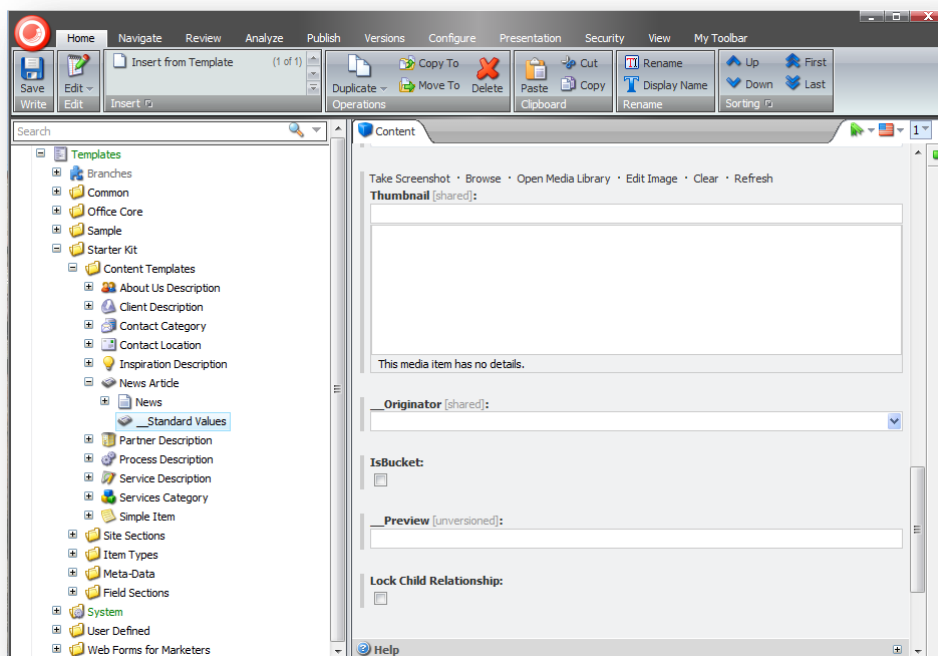 Home Navigate Review Analyze Publish Versions Configure Presentation Security View My Toolbar
Save
Write
Edit
Edit
Insert from Template (1 of 1)
Insert
Duplicate
Copy To
Move To
Delete
Operations
Paste
Cut
Copy
Clipboard
Rename
Display Name
Rename
Up
Down
First
Last
Sorting
Search
Templates
Branches
Common
Office Core
Sample
Starter Kit
Content Templates
About Us Description
Client Description
Contact Category
Contact Location
Inspiration Description
News Article
News
__Standard Values
Partner Description
Process Description
Service Description
Services Category
Simple Item
Site Sections
Item Types
Meta-Data
Field Sections
System
User Defined
Web Forms for Marketers
Content
1
Take Screenshot · Browse · Open Media Library · Edit Image · Clear · Refresh
Thumbnail [shared]:
This media item has no details.
__Originator [shared]:
IsBucket:
__Preview [unversioned]:
Lock Child Relationship:
Help